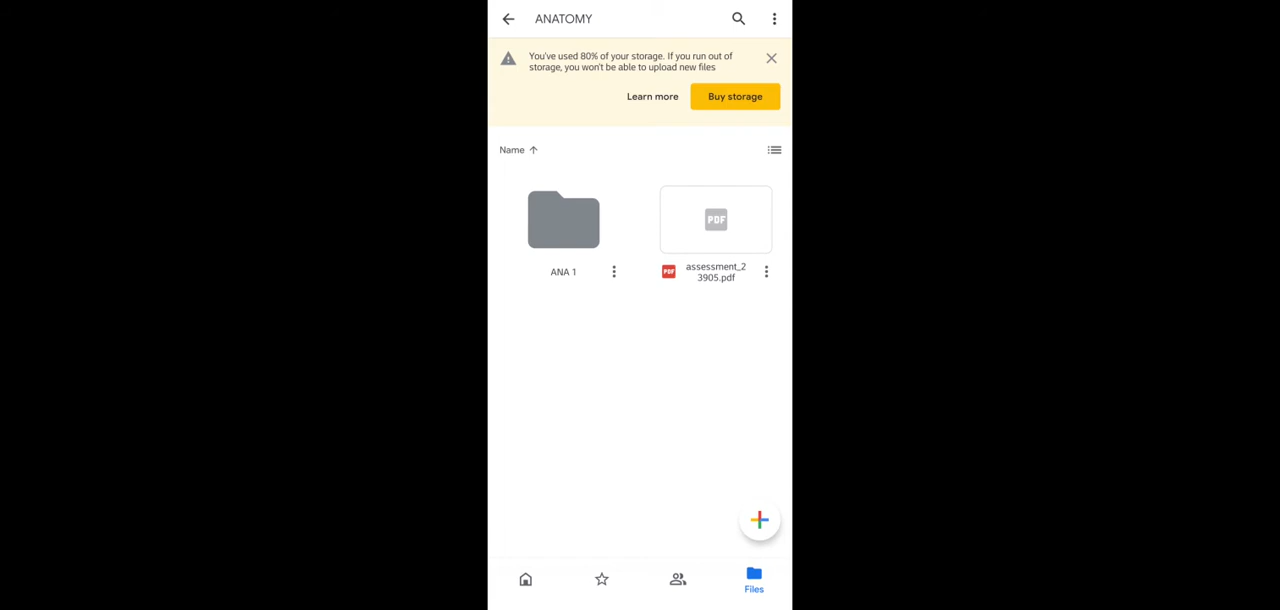 ANATOMY
You've used 80% of your storage. If you run out of
storage, you won't be able to upload new files
Learn more
Buy storage
Name
PDF
ANA 1
PDF
assessment_2
3905.pdf
Files